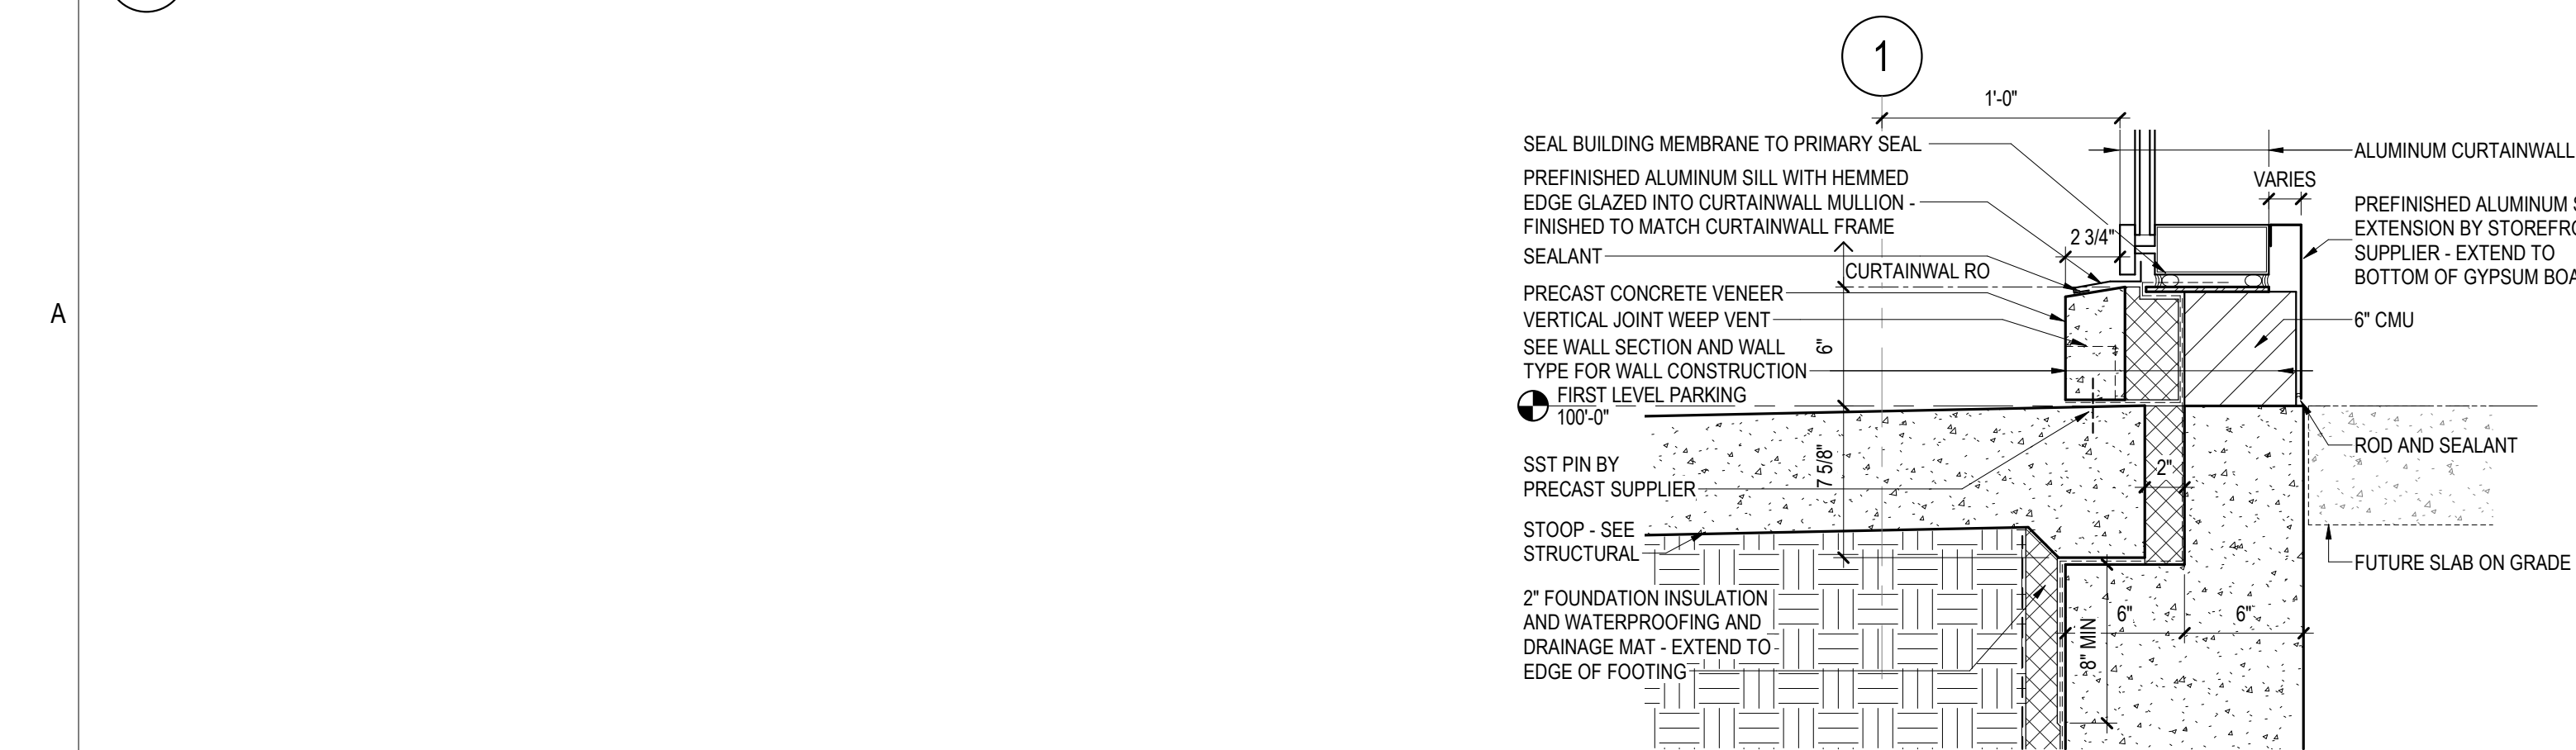 1
1'-0"
SEAL BUILDING MEMBRANE TO PRIMARY SEAL
PREFINISHED ALUMINUM SILL WITH HEMMED
EDGE GLAZED INTO CURTAINWALL MULLION -
FINISHED TO MATCH CURTAINWALL FRAME
SEALANT
PRECAST CONCRETE VENEER
VERTICAL JOINT WEEP VENT
SEE WALL SECTION AND WALL
TYPE FOR WALL CONSTRUCTION
FIRST LEVEL PARKING
100'-0"
SST PIN BY
PRECAST SUPPLIER
STOOP - SEE
STRUCTURAL
2" FOUNDATION INSULATION
AND WATERPROOFING AND
DRAINAGE MAT - EXTEND TO
EDGE OF FOOTING
A
2 3/4"
CURTAINWAL RO
6"
7 5/8"
2"
8" MIN
6"
6"
ALUMINUM CURTAINWALL
VARIES
PREFINISHED ALUMINUM
EXTENSION BY
SUPPLIER - EXTEND TO
BOTTOM OF GYPSUM
6" CMU
ROD AND SEALANT
FUTURE SLAB ON GRADE